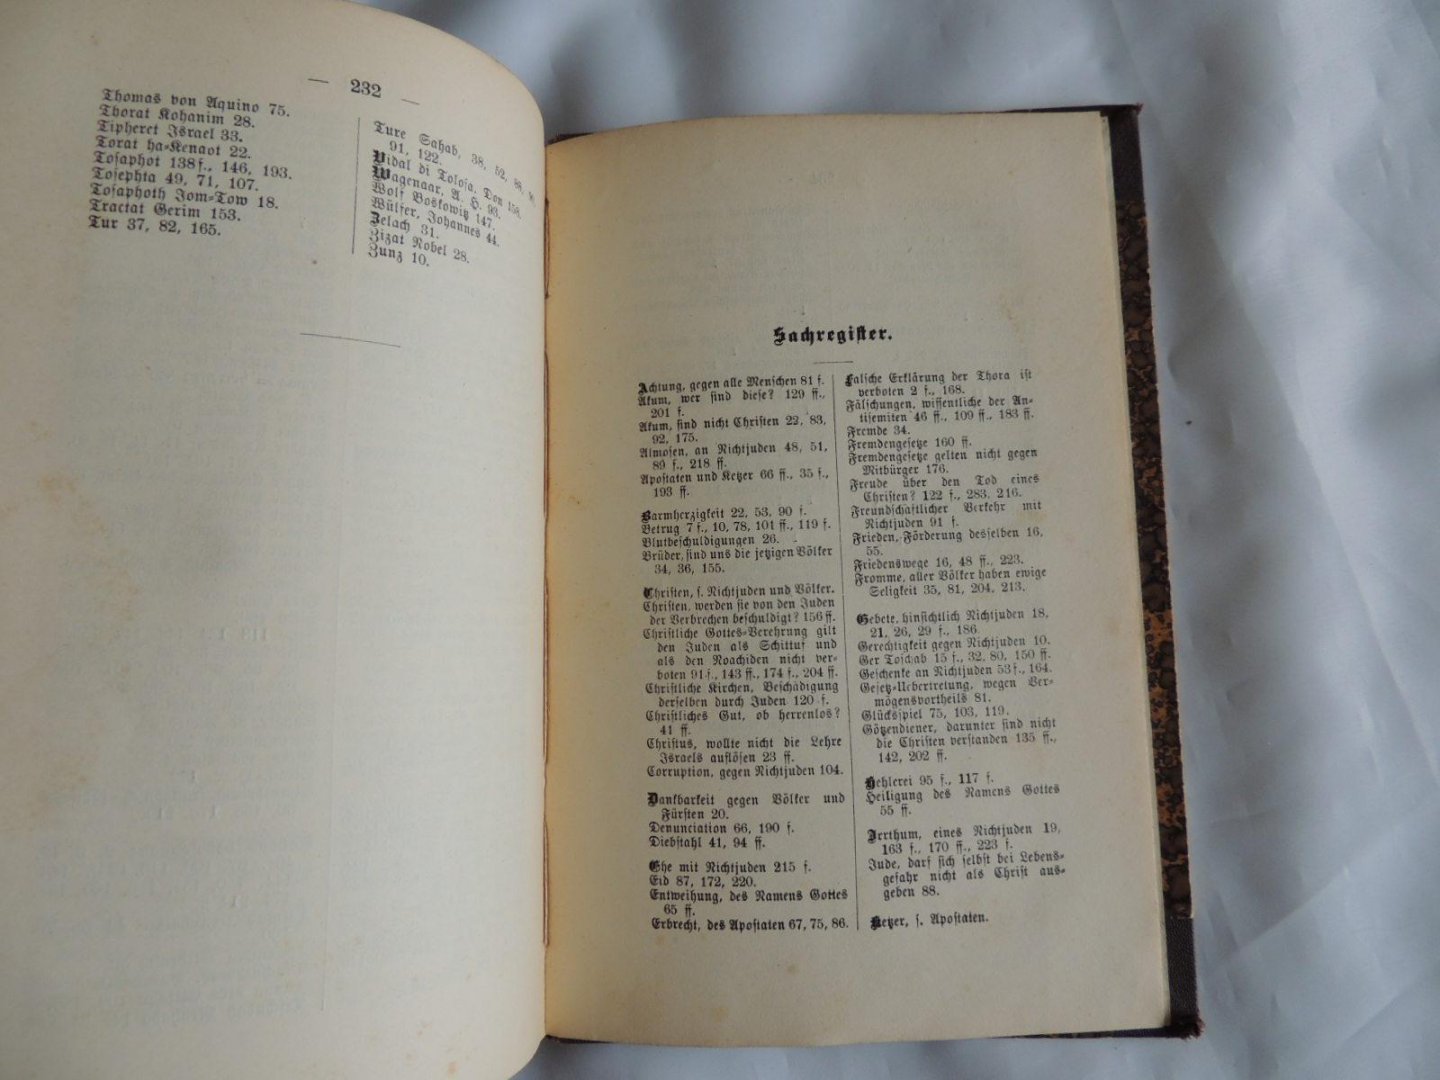 — 232 —
Thomas von Aquino 75.
Thorat Kohanim 28.
Tipheret Israel 33.
Torat ha-Kenaot 22.
Tosaphot 138 f., 146, 193.
Tosephta 49, 71, 107.
Tosaphoth Jom-Tow 18.
Tractat Gerim 153.
Tur 37, 82, 165.
Ture Sahab, 38, 52, 88, 90,
91, 122.
Vidal di Tolosa, Don 158.
Wagenaar, A. H. 93.
Wolf Boskowitz 147.
Wülfer, Johannes 44.
Zelach 31.
Zizat Nobel 28.
Zunz 10.
Sachregister.
Achtung, gegen alle Menschen 81 f.
Akum, wer sind diese? 129 ff.,
201 f.
Akum, sind nicht Christen 22, 83,
92, 175.
Almosen, an Nichtjuden 48, 51,
89 f., 218 ff.
Apostaten und Ketzer 66 ff., 35 f.,
193 ff.
Barmherzigkeit 22, 53, 90 f.
Betrug 7 f., 10, 78, 101 ff., 119 f.
Blutbeschuldigungen 26.
Brüder, sind uns die jetzigen Völker
34, 36, 155.
Christen, s. Nichtjuden und Völker.
Christen, werden sie von den Juden
der Verbrechen beschuldigt? 156 ff.
Christliche Gottes-Verehrung gilt
den Juden als Schittuf und
als den Noachiden nicht ver-
boten 91 f., 143 ff., 174 f., 204 ff.
Christliche Kirchen, Beschädigung
derselben durch Juden 120 f.
Christliches Gut, ob herrenlos?
41 ff.
Christus, wollte nicht die Lehre
Israels auflösen 23 ff.
Corruption, gegen Nichtjuden 104.
Dankbarkeit gegen Völker und
Fürsten 20.
Denunciation 66, 190 f.
Diebstahl 41, 94 ff.
Ehe mit Nichtjuden 215 f.
Eid 87, 172, 220.
Entweihung, des Namens Gottes
65 ff.
Erbrecht, des Apostaten 67, 75, 86.
Falsche Erklärung der Thora ist
verboten 2 f., 168.
Fälschungen, wissentliche der An-
tisemiten 46 ff., 109 ff., 183 ff.
Fremde 34.
Fremdengesetze 160 ff.
Fremdengesetze gelten nicht gegen
Mitbürger 176.
Freude über den Tod eines
Christen? 122 f., 283, 216.
Freundschaftlicher Verkehr mit
Nichtjuden 91 f.
Frieden, Förderung desselben 16,
55.
Friedenswege 16, 48 ff., 223.
Fromme, aller Völker haben ewige
Seligkeit 35, 81, 204, 213.
Gebete, hinsichtlich Nichtjuden 18,
21, 26, 29 f., 186.
Gerechtigkeit gegen Nichtjuden 10.
Ger Toschab 15 f., 32, 80, 150 ff.
Geschenke an Nichtjuden 53 f., 164.
Gesetz-Uebertretung, wegen Ver-
mögensvortheils 81.
Glücksspiel 75, 103, 119.
Götzendiener, darunter sind nicht
die Christen verstanden 135 ff.,
142, 202 ff.
Hehlerei 95 f., 117 f.
Heiligung des Namens Gottes
55 ff.
Irrthum, eines Nichtjuden 19,
163 f., 170 ff., 223 f.
Jude, darf sich selbst bei Lebens-
gefahr nicht als Christ aus-
geben 88.
Ketzer, s. Apostaten.